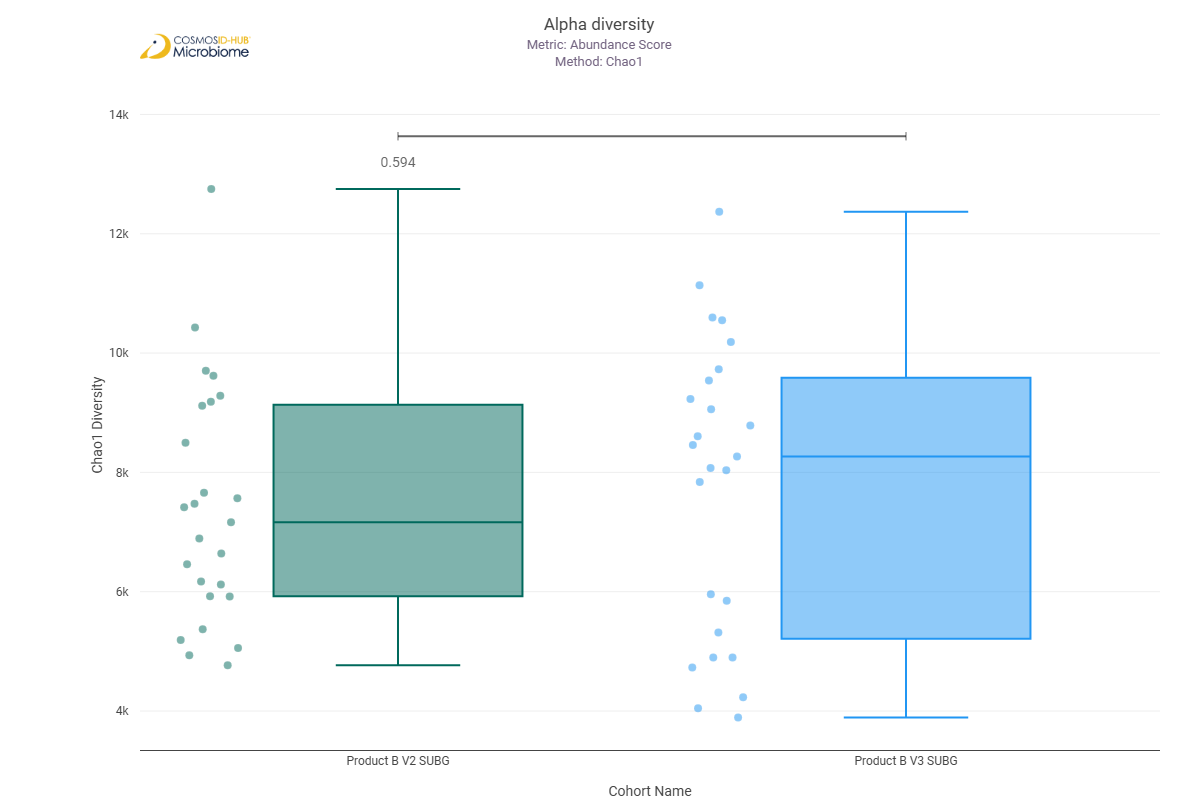 Alpha diversity
Metric: Abundance Score
Method: Chao1
COSMOSID-HUB
Microbiome
14k
0.594
12k
10k
8k
6k
4k
Chao1 Diversity
Product B V2 SUBG
Product B V3 SUBG
Cohort Name